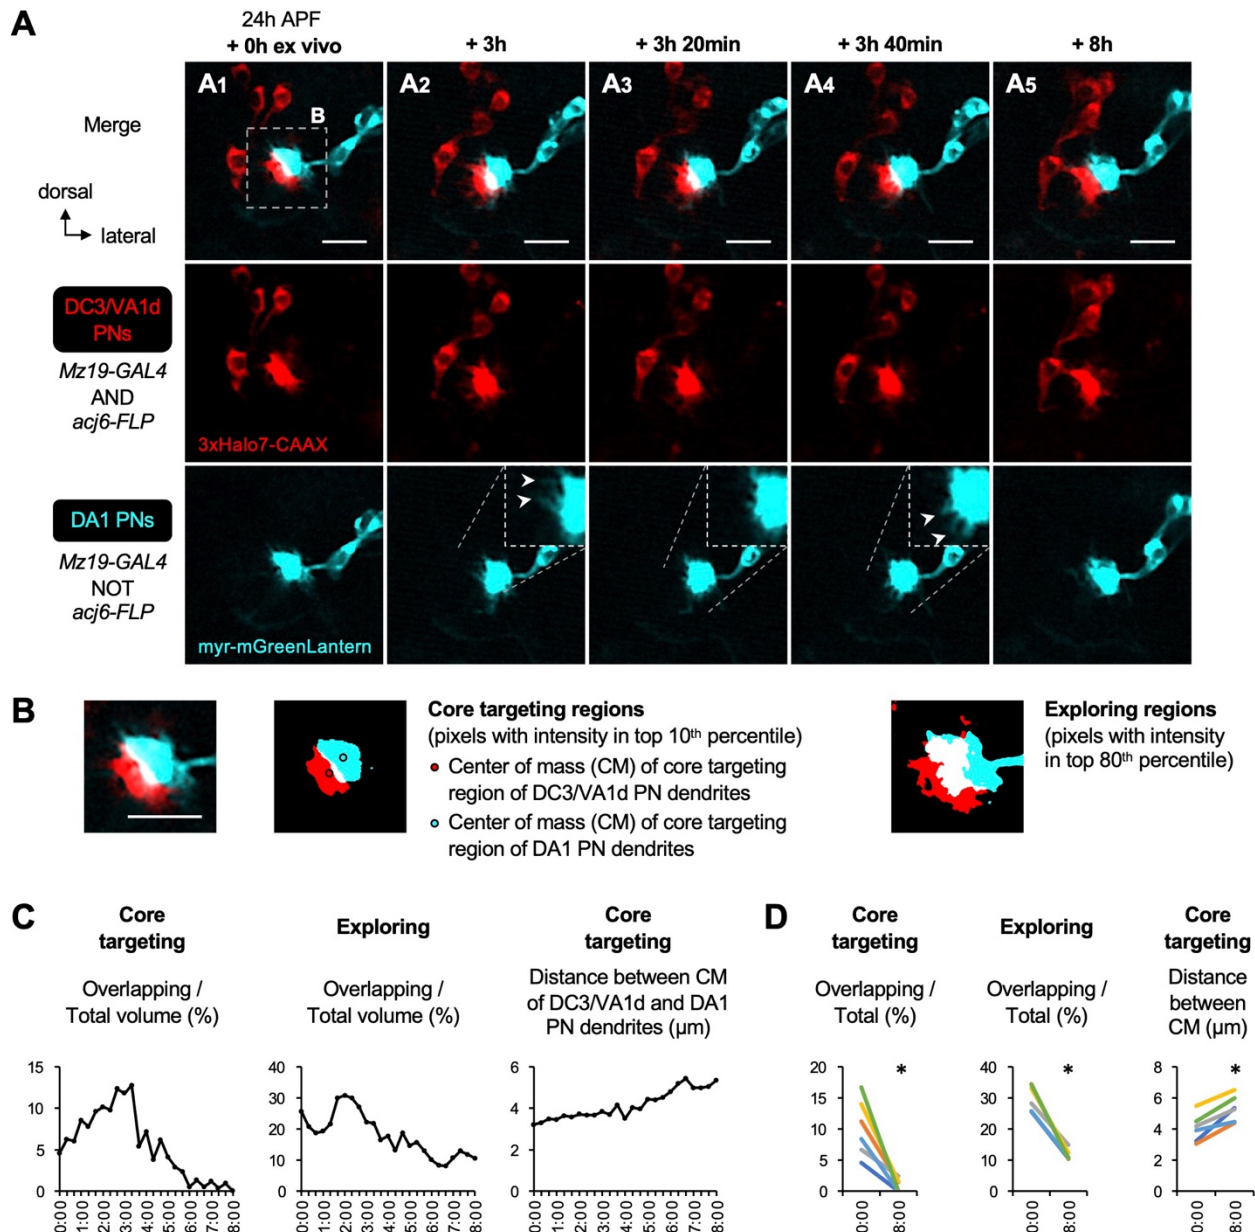 A
24h APF
+ 0h ex vivo
+ 3h
+ 3h 20min
+ 3h 40min
+ 8h
Merge
A1
B
A2
A3
A4
A5
dorsal
lateral
DC3/VA1d
PNs
Mz19-GAL4
AND
acj6-FLP
3xHalo7-CAAX
DA1 PNs
Mz19-GAL4
NOT
acj6-FLP
myr-mGreenLantern
B
Core targeting regions
(pixels with intensity in top 10th percentile)
Center of mass (CM) of core targeting
region of DC3/VA1d PN dendrites
Center of mass (CM) of core targeting
region of DA1 PN dendrites
Exploring regions
(pixels with intensity
in top 80th percentile)
C
Core
targeting
Overlapping /
Total volume (%)
15
10
5
0
0:00
1:00
2:00
3:00
4:00
5:00
6:00
7:00
8:00
Exploring
Overlapping /
Total volume (%)
40
30
20
10
0
0:00
1:00
2:00
3:00
4:00
5:00
6:00
7:00
8:00
Core
targeting
Distance between CM
of DC3/VA1d and DA1
PN dendrites (µm)
6
4
2
0
0:00
1:00
2:00
3:00
4:00
5:00
6:00
7:00
8:00
D
Core
targeting
Overlapping /
Total (%)
20
15
10
5
0
*
0:00
8:00
Exploring
Overlapping /
Total (%)
40
30
20
10
0
*
0:00
8:00
Core
targeting
Distance
between
CM (µm)
8
6
4
2
0
*
0:00
8:00